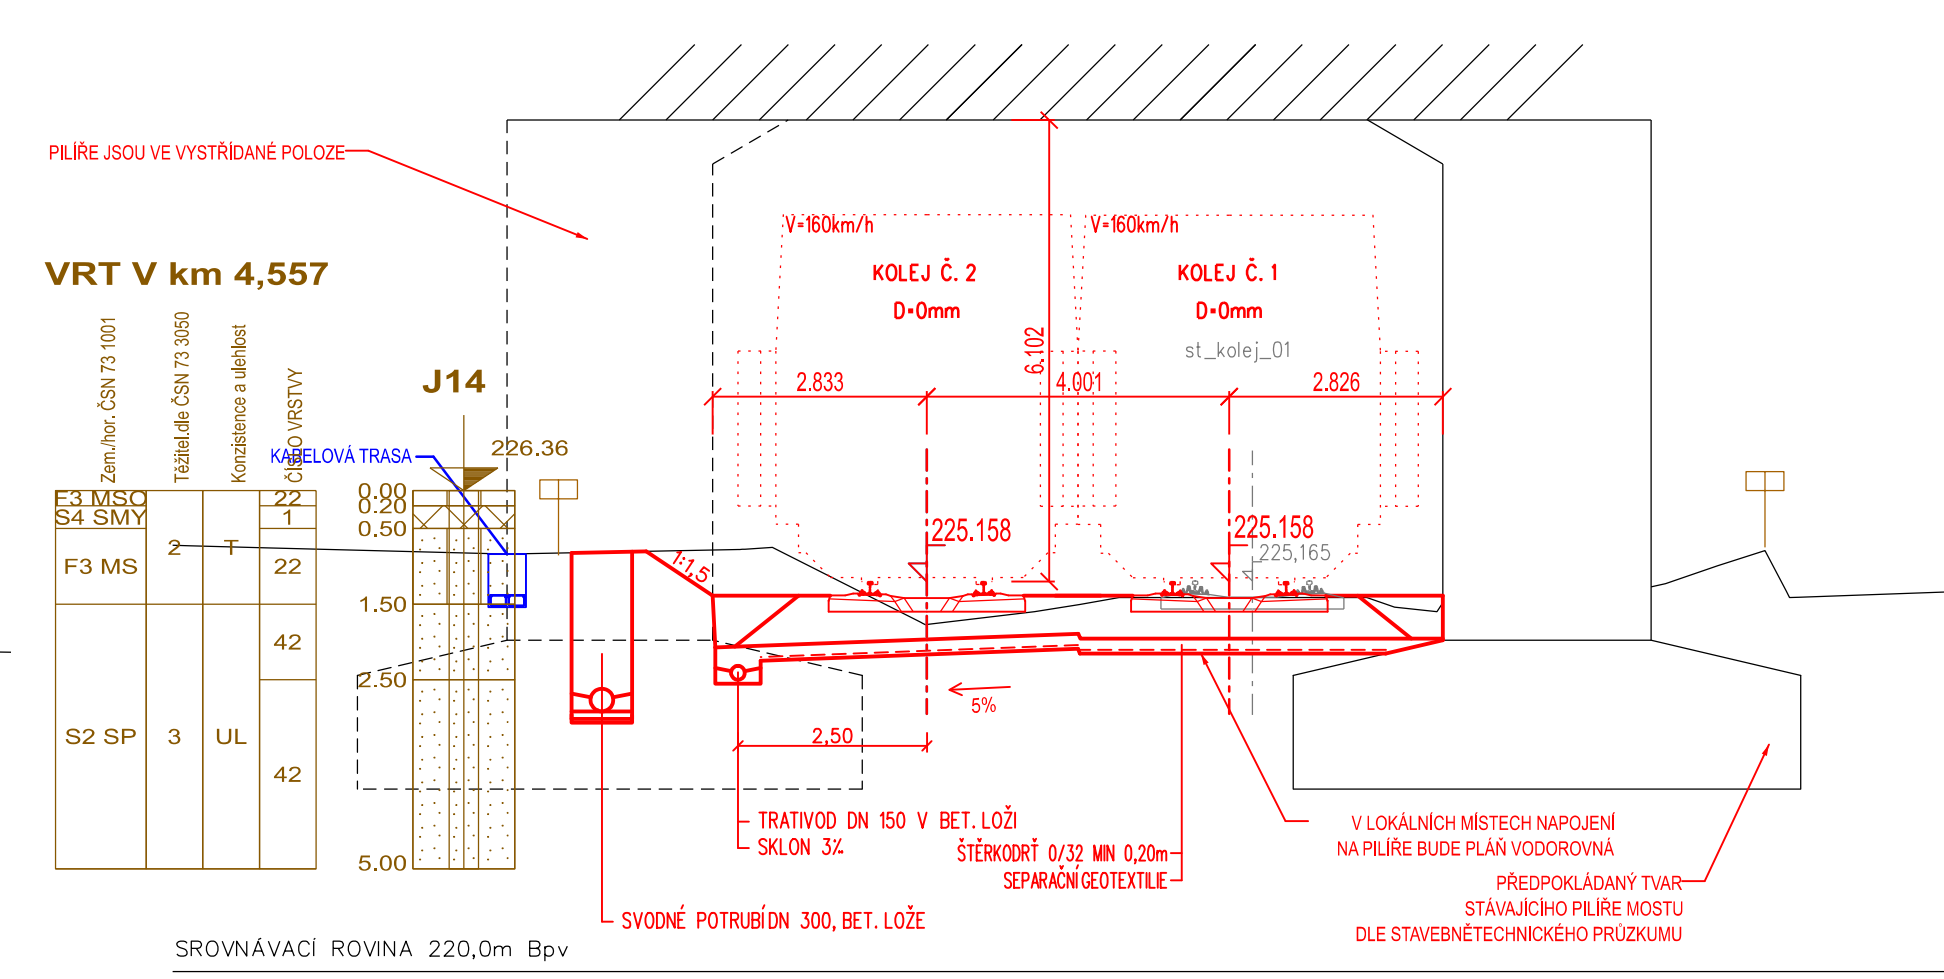 PILÍŘE JSOU VE VYSTŘÍDANÉ POLOZE
V=160km/h
V=160km/h
VRT V km 4,557
KOLEJ Č. 2
D=0mm
KOLEJ Č. 1
D=0mm
st_kolej_01
6.102
2.833
4.001
2.826
Zem./hor. ČSN 73 1001
Těžitel.dle ČSN 73 3050
Konzistence a ulehlost
ČÍSLO VRSTVY
J14
226.36
KABELOVÁ TRASA
F3 MSO
22
S4 SMY
1
F3 MS
2
T
22
42
S2 SP
3
UL
42
0.00
0.20
0.50
1.50
2.50
5.00
1:1,5
225.158
225.158
225,165
5%
2,50
TRATIVOD DN 150 V BET. LOŽI
SKLON 3‰
ŠTĚRKODRŤ 0/32 MIN 0,20m
SEPARAČNÍ GEOTEXTILIE
SVODNÉ POTRUBÍ DN 300, BET. LOŽE
V LOKÁLNÍCH MÍSTECH NAPOJENÍ
NA PILÍŘE BUDE PLÁŇ VODOROVNÁ
PŘEDPOKLÁDANÝ TVAR
STÁVAJÍCÍHO PILÍŘE MOSTU
DLE STAVEBNĚTECHNICKÉHO PRŮZKUMU
SROVNÁVACÍ ROVINA 220,0m Bpv